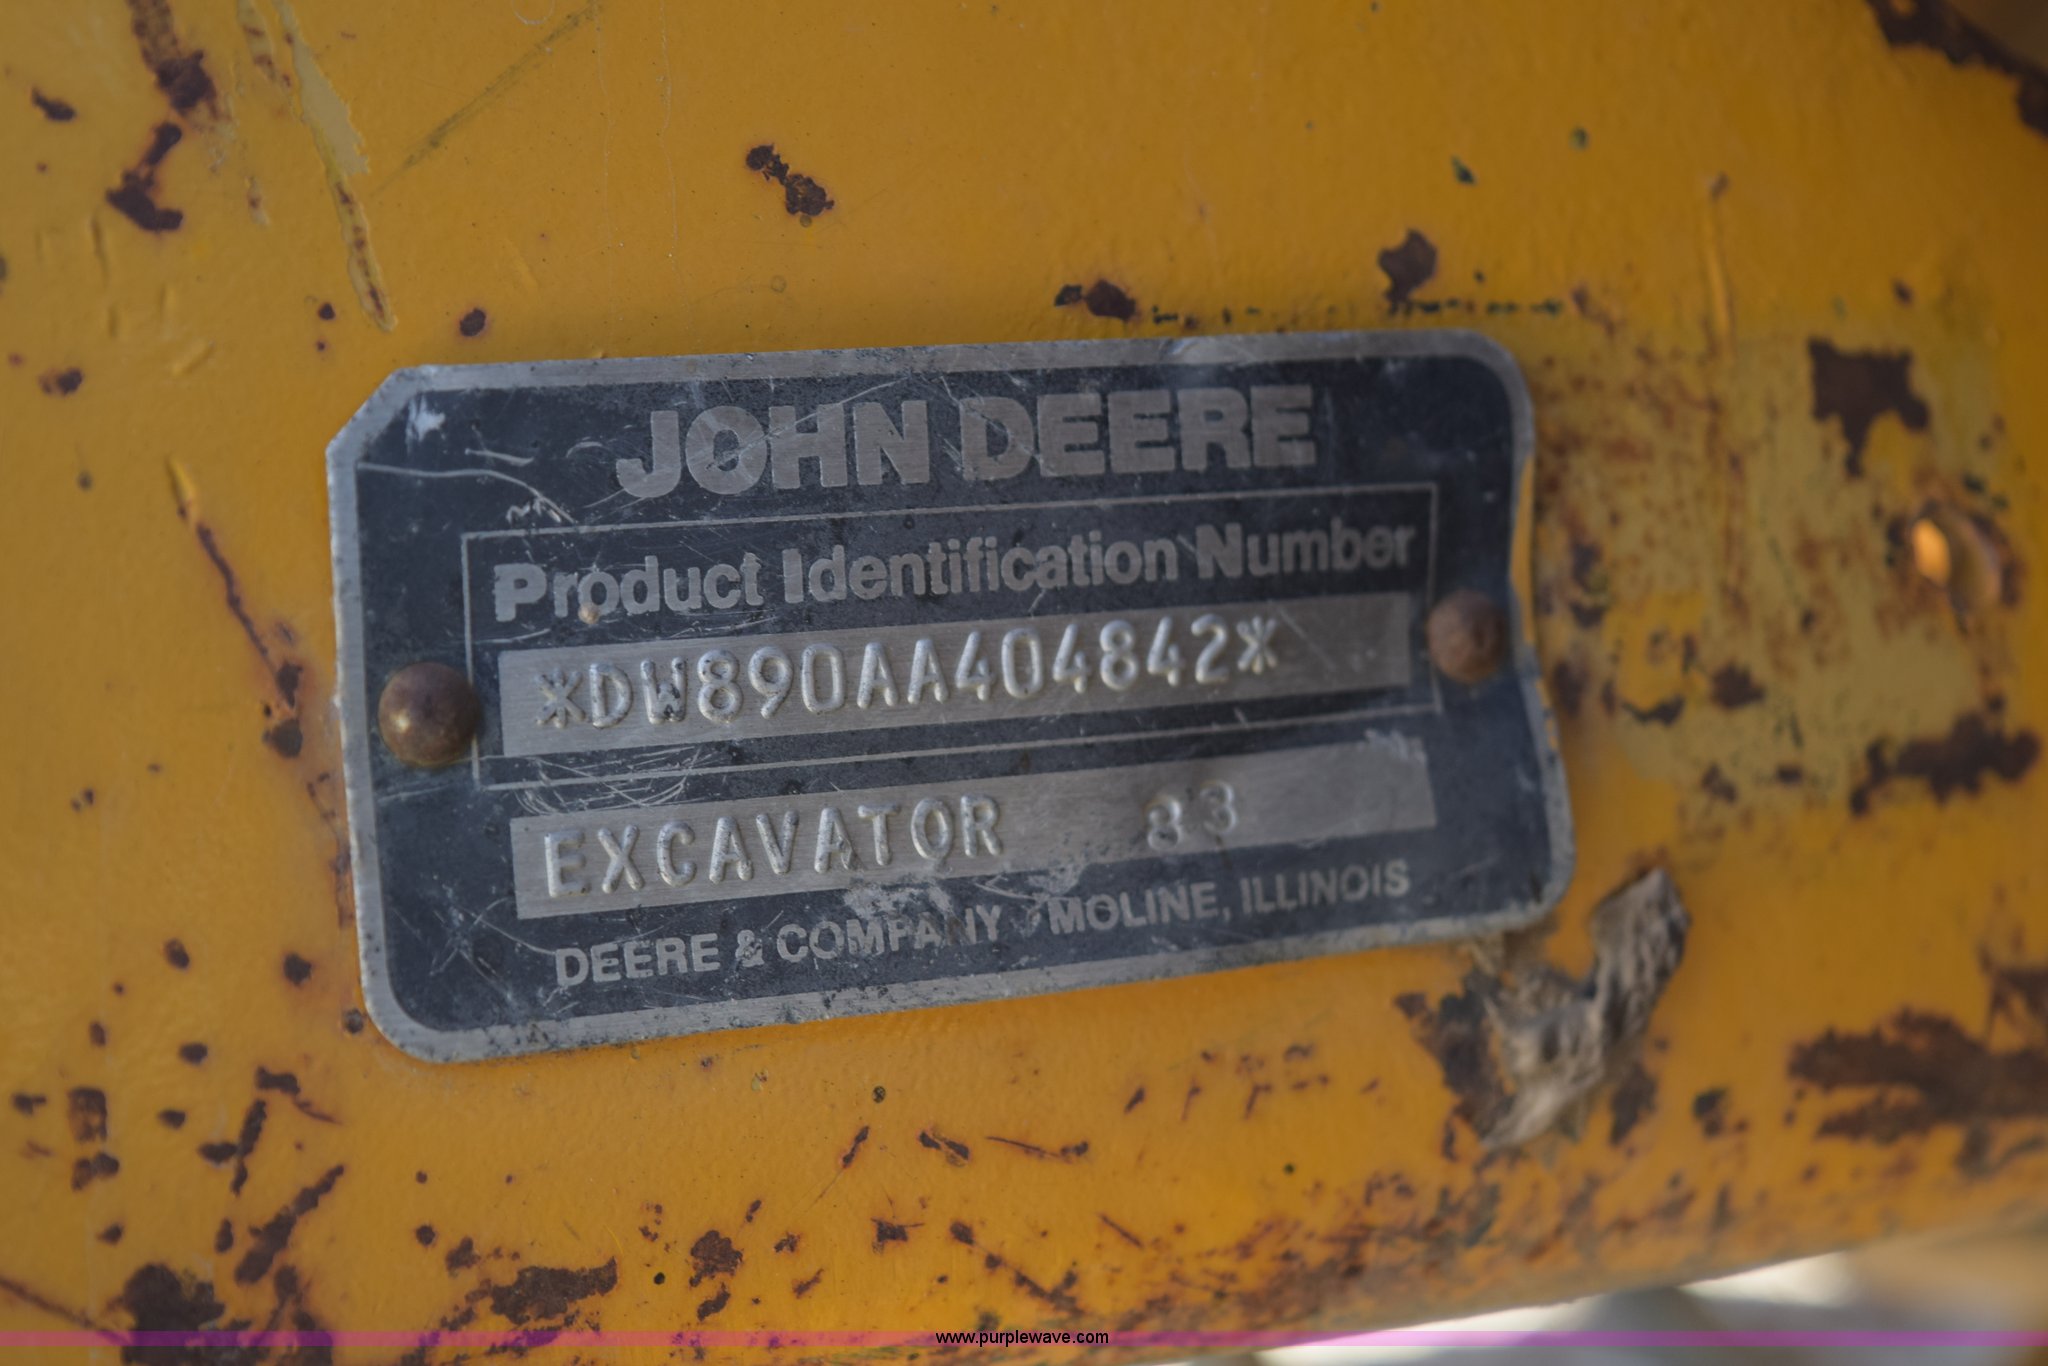 JOHN DEERE
Product Identification Number
*DW890AA404842*
EXCAVATOR 83
DEERE & COMPANY MOLINE, ILLINOIS
www.purplewave.com